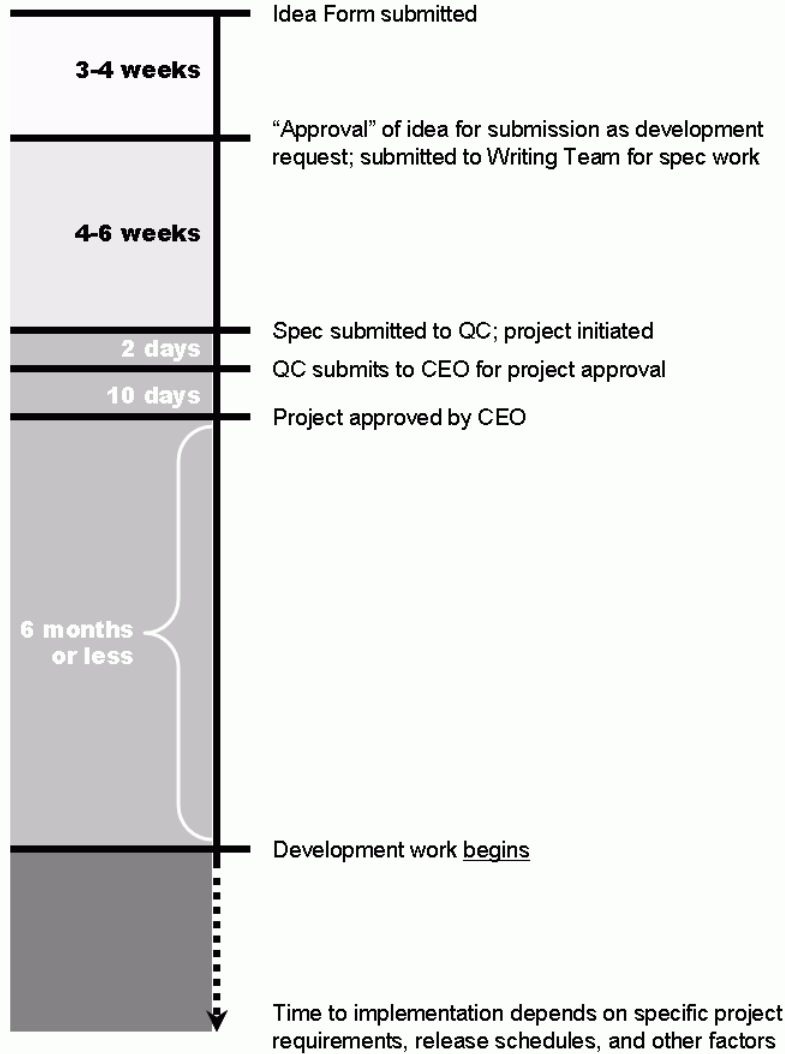 Idea Form submitted
3-4 weeks
“Approval” of idea for submission as development
request; submitted to Writing Team for spec work
4-6 weeks
Spec submitted to QC; project initiated
2 days
QC submits to CEO for project approval
10 days
Project approved by CEO
6 months
or less
Development work begins
Time to implementation depends on specific project
requirements, release schedules, and other factors